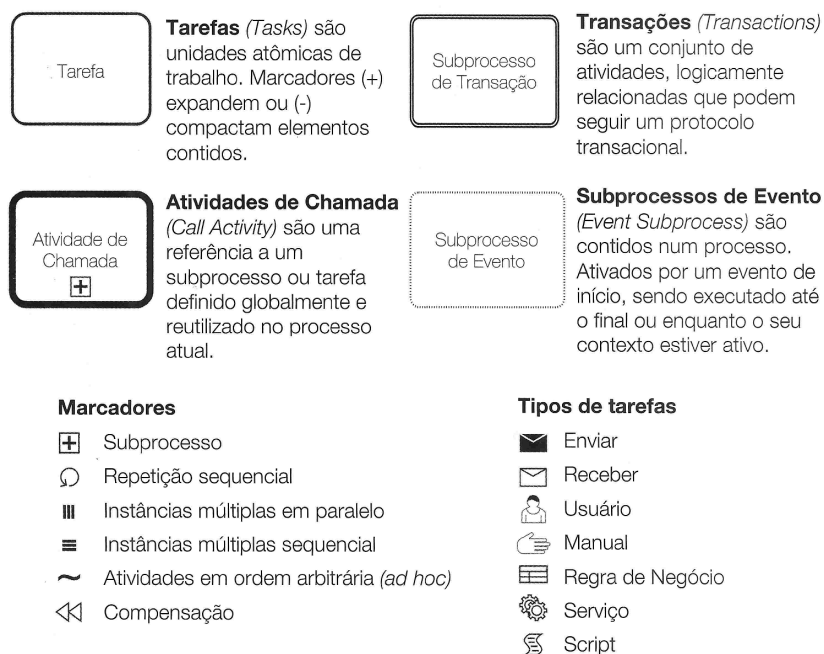 Tarefa
Tarefas (Tasks) são
unidades atômicas de
trabalho. Marcadores (+)
expandem ou (-)
compactam elementos
contidos.
Subprocesso
de Transação
Transações (Transactions)
são um conjunto de
atividades, logicamente
relacionadas que podem
seguir um protocolo
transacional.
Atividade de
Chamada
Atividades de Chamada
(Call Activity) são uma
referência a um
subprocesso ou tarefa
definido globalmente e
reutilizado no processo
atual.
Subprocesso
de Evento
Subprocessos de Evento
(Event Subprocess) são
contidos num processo.
Ativados por um evento de
início, sendo executado até
o final ou enquanto o seu
contexto estiver ativo.
Marcadores
Subprocesso
Repetição sequencial
Instâncias múltiplas em paralelo
Instâncias múltiplas sequencial
Atividades em ordem arbitrária (ad hoc)
Compensação
Tipos de tarefas
Enviar
Receber
Usuário
Manual
Regra de Negócio
Serviço
Script